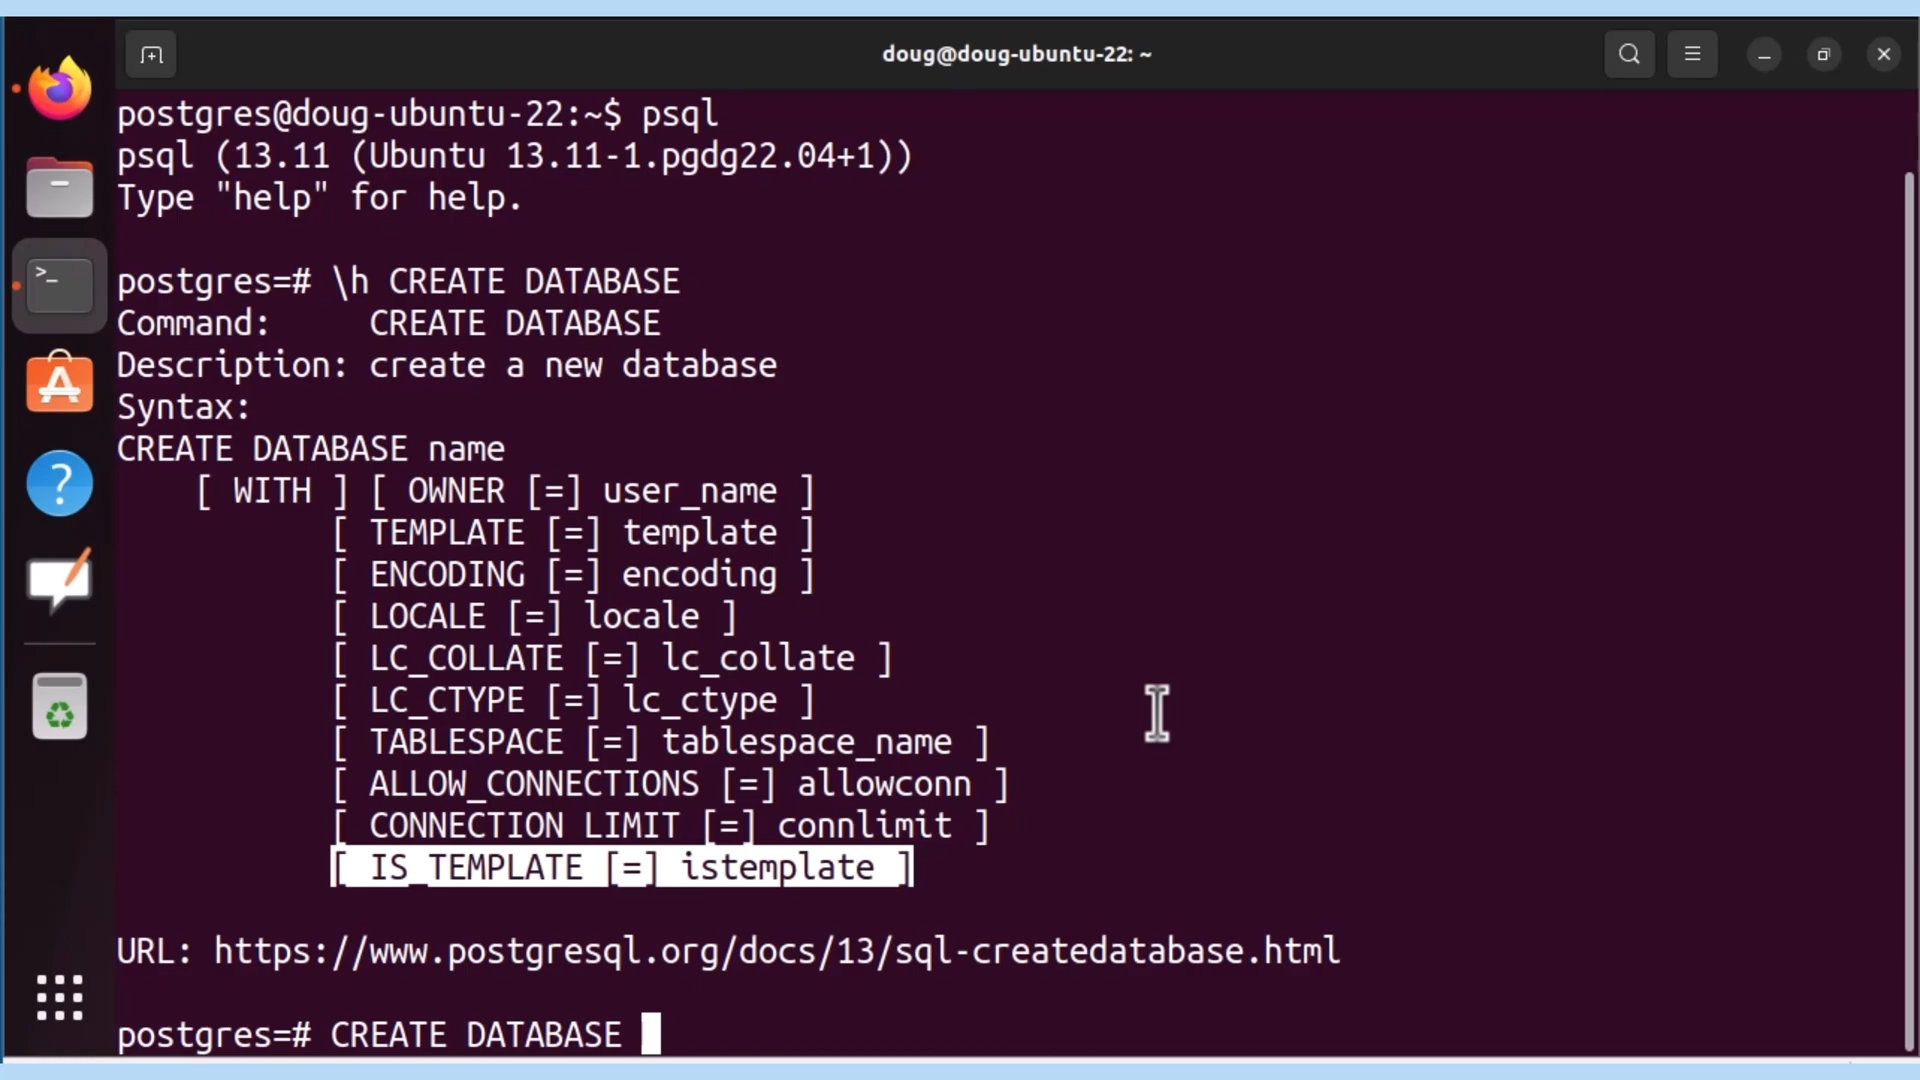 doug@doug-ubuntu-22: ~
postgres@doug-ubuntu-22:~$ psql
psql (13.11 (Ubuntu 13.11-1.pgdg22.04+1))
Type "help" for help.
postgres=# \h CREATE DATABASE
Command:     CREATE DATABASE
Description: create a new database
Syntax:
CREATE DATABASE name
    [ WITH ] [ OWNER [=] user_name ]
           [ TEMPLATE [=] template ]
           [ ENCODING [=] encoding ]
           [ LOCALE [=] locale ]
           [ LC_COLLATE [=] lc_collate ]
           [ LC_CTYPE [=] lc_ctype ]
           [ TABLESPACE [=] tablespace_name ]
           [ ALLOW_CONNECTIONS [=] allowconn ]
           [ CONNECTION LIMIT [=] connlimit ]
           [ IS_TEMPLATE [=] istemplate ]
URL: https://www.postgresql.org/docs/13/sql-createdatabase.html
postgres=# CREATE DATABASE